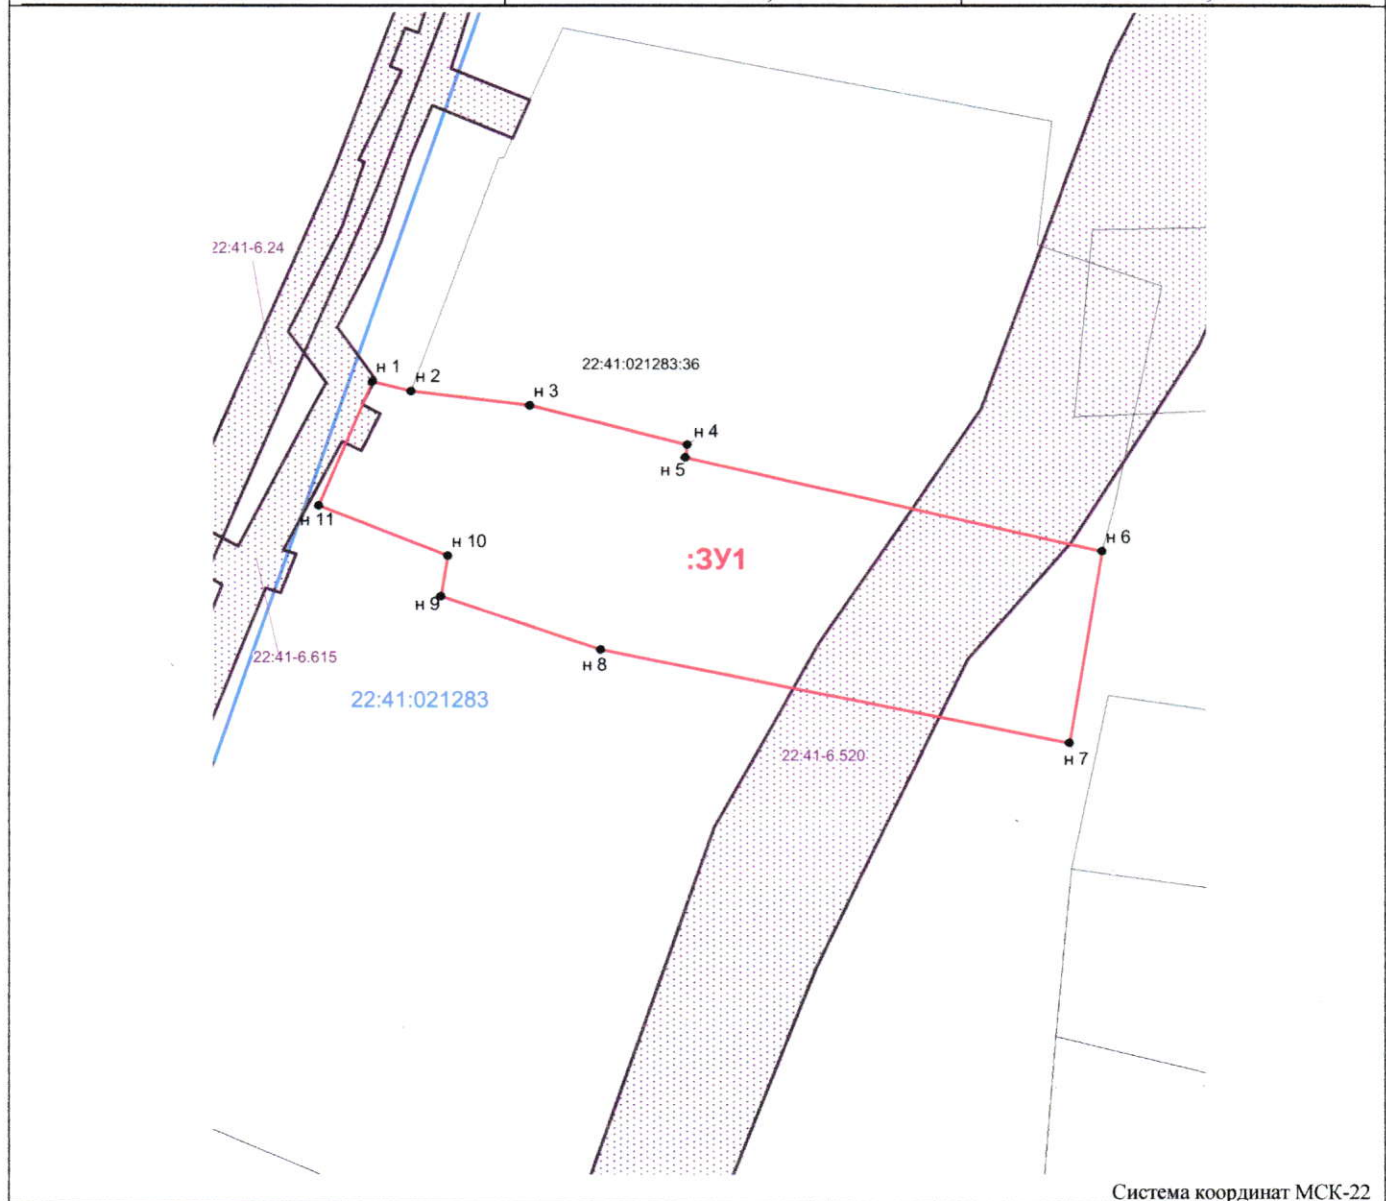 22:41-6.24
22:41:021283:36
н 1
н 2
н 3
н 4
н 5
н 6
н 11
н 10
:ЗУ1
н 9
н 8
22:41-6.615
22:41:021283
22:41-6.520
н 7
Система координат МСК-22